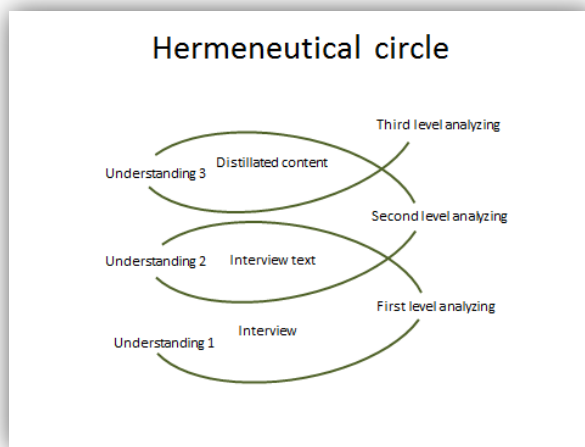 Hermeneutical circle
Third level analyzing
Distillated content
Understanding 3
Second level analyzing
Understanding 2
Interview text
First level analyzing
Interview
Understanding 1